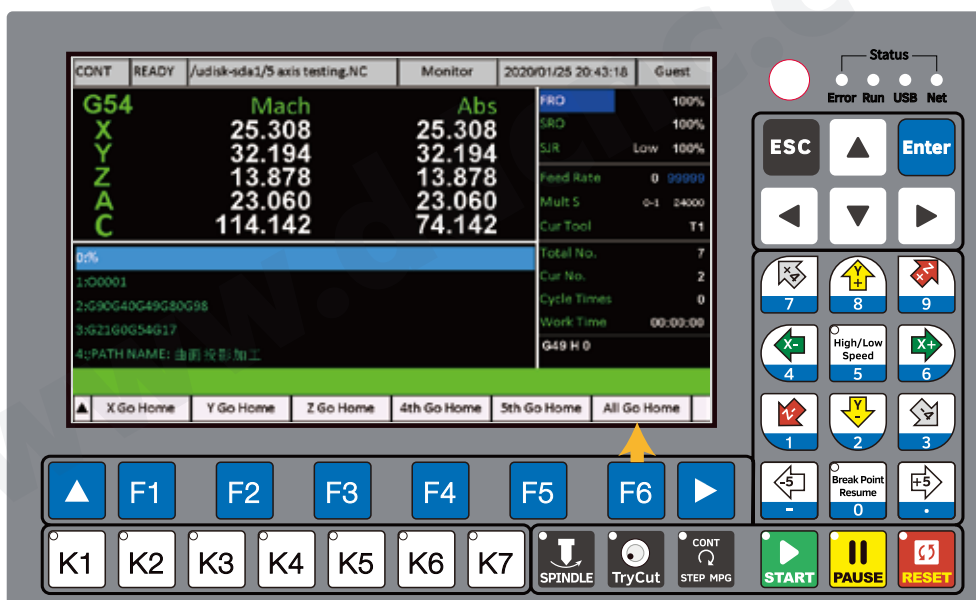 CONT READY /udisk-sda1/5 axis testing.NC Monitor 2020/01/25 20:43:18 Guest
G54 Mach Abs
X 25.308 25.308
Y 32.194 32.194
Z 13.878 13.878
A 23.060 23.060
C 114.142 74.142
FRO 100%
SRO 100%
SJR Low 100%
Feed Rate 0 99999
Mult S 0-1 24000
Cur Tool T1
Total No. 7
Cur No. 2
Cycle Times 0
Work Time 00:00:00
G49 H 0
0:%
1:O0001
2:G90G40G49G80G98
3:G21G0G54G17
4:;PATH NAME: 曲面投影加工
▲ X Go Home Y Go Home Z Go Home 4th Go Home 5th Go Home All Go Home
Status
Error Run USB Net
ESC ▲ Enter
◀ ▼ ▶
X4 Y+ Z+
7 8 9
X- High/Low Speed X+
4 5 6
Z- Y- 4-
1 2 3
-5 Break Point Resume +5
- 0 .
▲ F1 F2 F3 F4 F5 F6 ▶
K1 K2 K3 K4 K5 K6 K7
SPINDLE TryCut CONT STEP MPG START PAUSE RESET